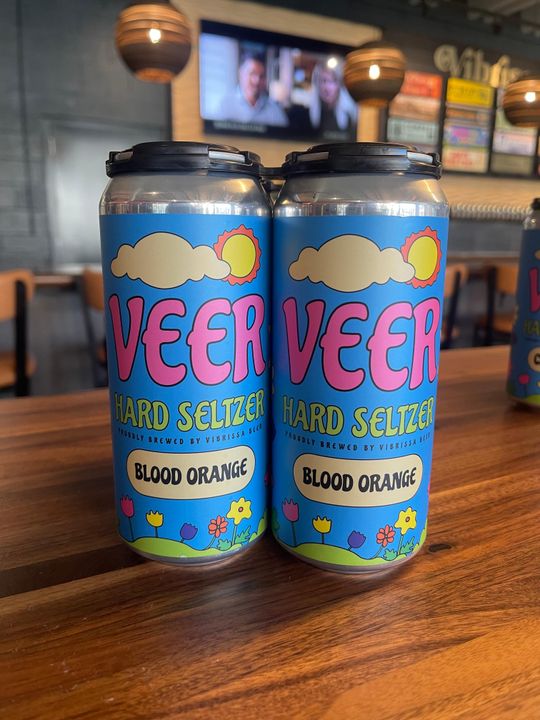 Vibriss
VEER
HARD SELTZER
PROUDLY BREWED BY VIBRISSA BEER
BLOOD ORANGE
VEER
HARD SELTZER
PROUDLY BREWED BY VIBRISSA BEER
BLOOD ORANGE